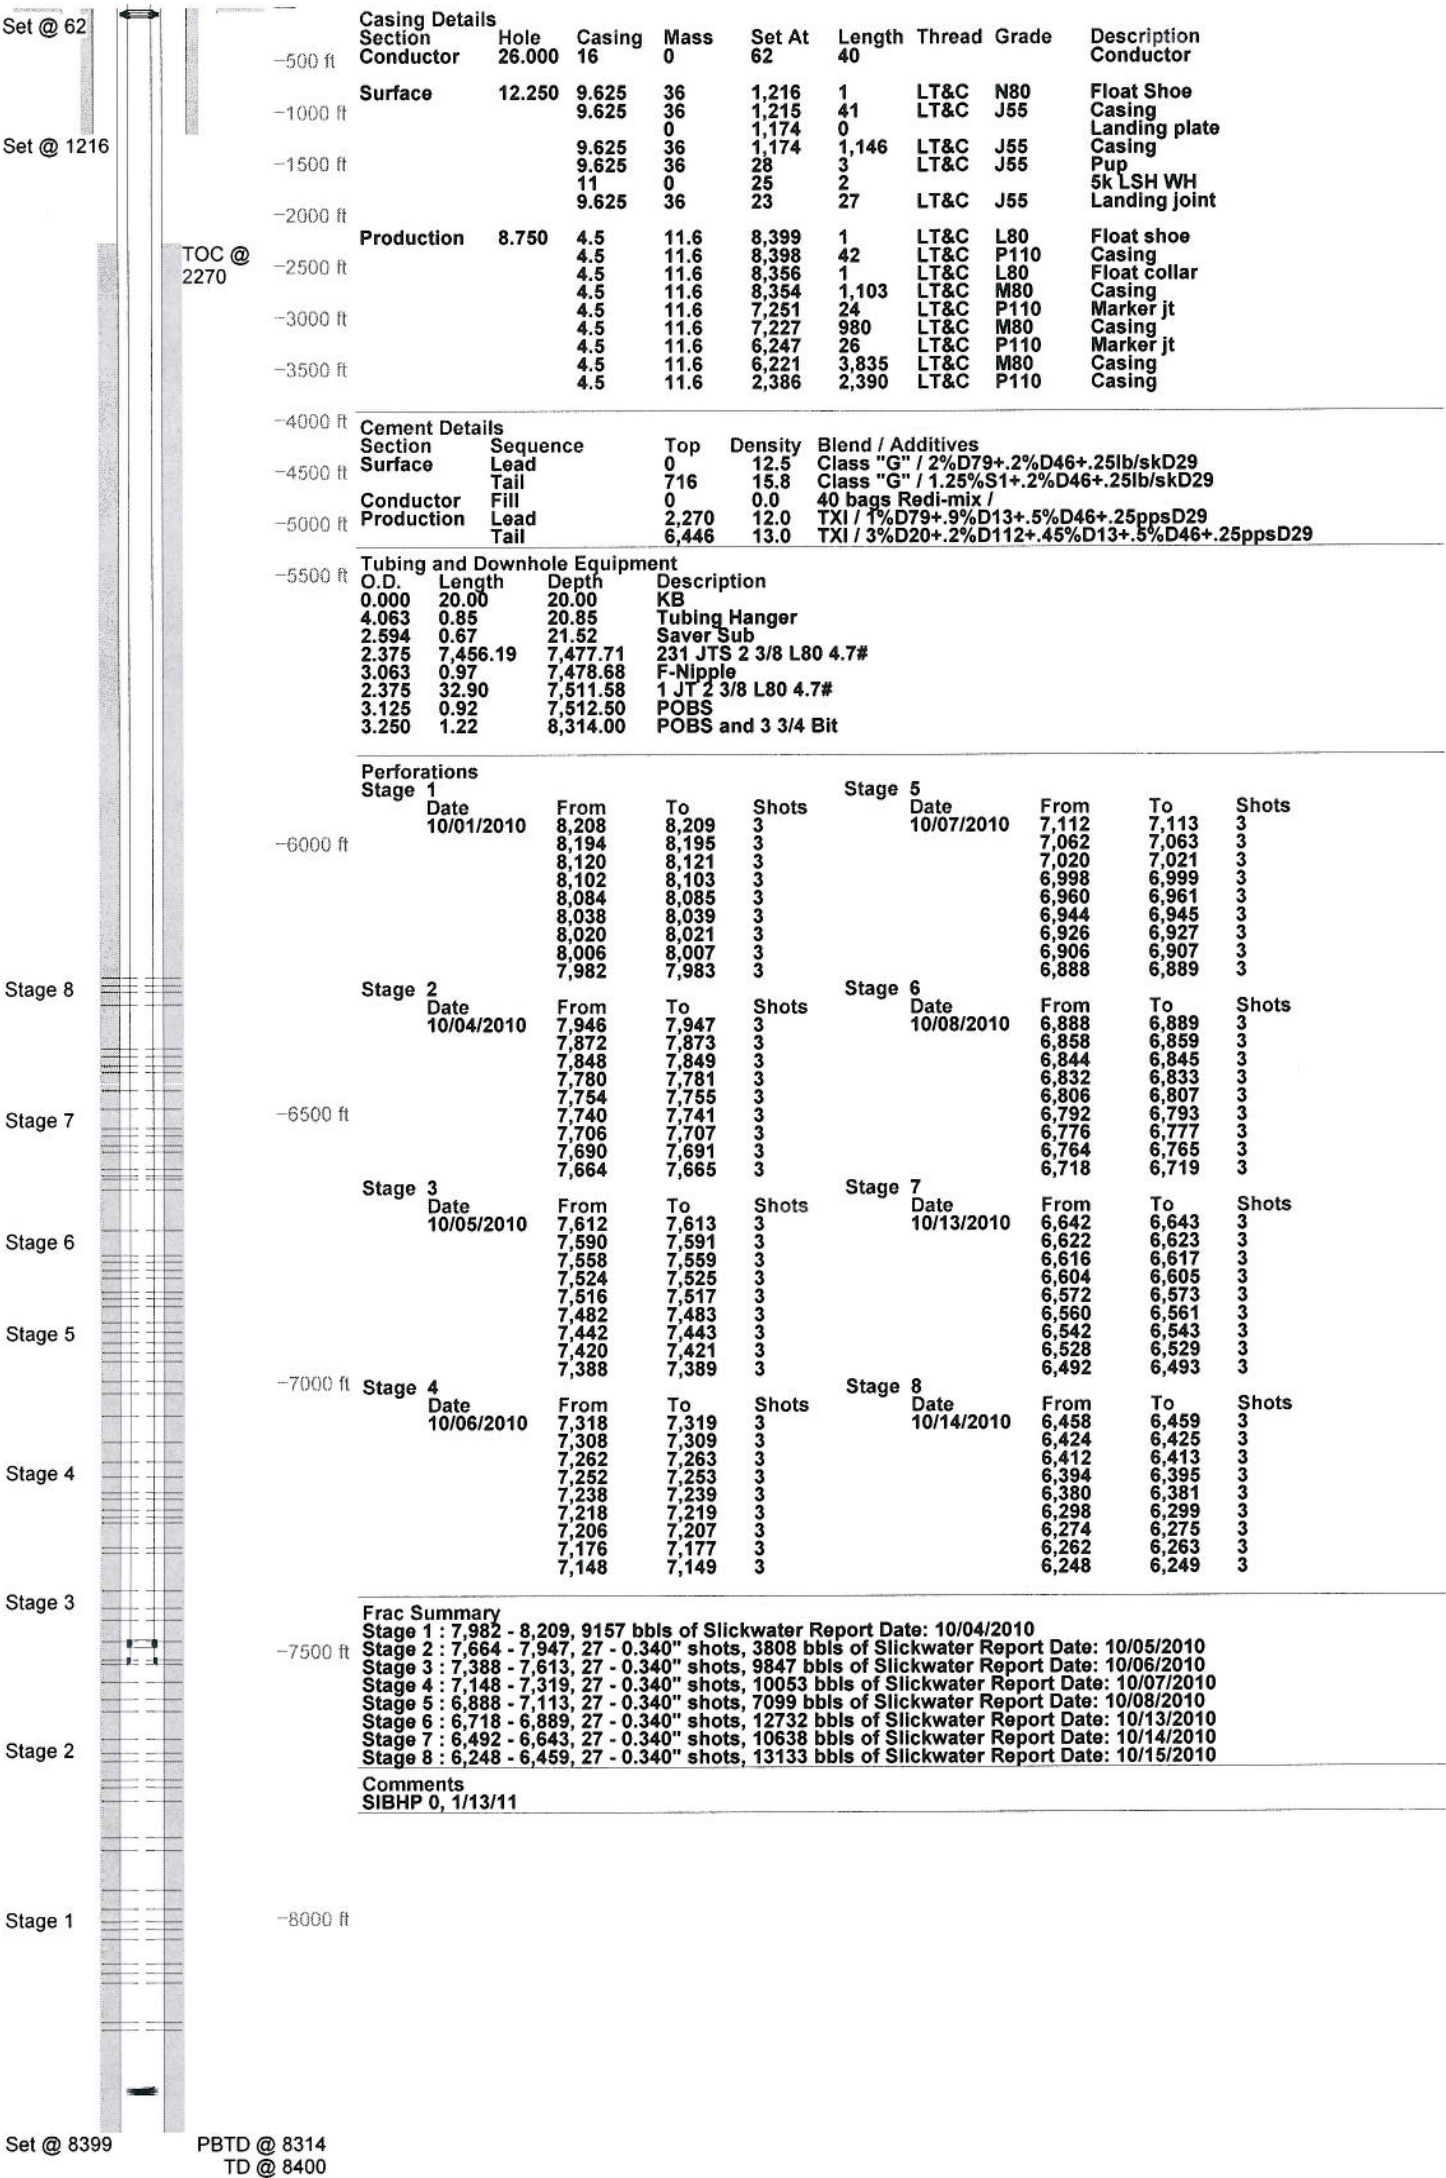 Set @ 62
Set @ 1216
TOC @
2270
Stage 8
Stage 7
Stage 6
Stage 5
Stage 4
Stage 3
Stage 2
Stage 1
Set @ 8399
PBTD @ 8314
TD @ 8400
−500 ft
−1000 ft
−1500 ft
−2000 ft
−2500 ft
−3000 ft
−3500 ft
−4000 ft
−4500 ft
−5000 ft
−5500 ft
−6000 ft
−6500 ft
−7000 ft
−7500 ft
−8000 ft
Casing Details
Section Hole Casing Mass Set At Length Thread Grade Description
Conductor 26.000 16 0 62 40 Conductor
Surface 12.250 9.625 36 1,216 1 LT&C N80 Float Shoe
9.625 36 1,215 41 LT&C J55 Casing
0 1,174 0 Landing plate
9.625 36 1,174 1,146 LT&C J55 Casing
9.625 36 28 3 LT&C J55 Pup
11 0 25 2 5k LSH WH
9.625 36 23 27 LT&C J55 Landing joint
Production 8.750 4.5 11.6 8,399 1 LT&C L80 Float shoe
4.5 11.6 8,398 42 LT&C P110 Casing
4.5 11.6 8,356 1 LT&C L80 Float collar
4.5 11.6 8,354 1,103 LT&C M80 Casing
4.5 11.6 7,251 24 LT&C P110 Marker jt
4.5 11.6 7,227 980 LT&C M80 Casing
4.5 11.6 6,247 26 LT&C P110 Marker jt
4.5 11.6 6,221 3,835 LT&C M80 Casing
4.5 11.6 2,386 2,390 LT&C P110 Casing
Cement Details
Section Sequence Top Density Blend / Additives
Surface Lead 0 12.5 Class "G" / 2%D79+.2%D46+.25lb/skD29
Tail 716 15.8 Class "G" / 1.25%S1+.2%D46+.25lb/skD29
Conductor Fill 0 0.0 40 bags Redi-mix /
Production Lead 2,270 12.0 TXI / 1%D79+.9%D13+.5%D46+.25ppsD29
Tail 6,446 13.0 TXI / 3%D20+.2%D112+.45%D13+.5%D46+.25ppsD29
Tubing and Downhole Equipment
O.D. Length Depth Description
0.000 20.00 20.00 KB
4.063 0.85 20.85 Tubing Hanger
2.594 0.67 21.52 Saver Sub
2.375 7,456.19 7,477.71 231 JTS 2 3/8 L80 4.7#
3.063 0.97 7,478.68 F-Nipple
2.375 32.90 7,511.58 1 JT 2 3/8 L80 4.7#
3.125 0.92 7,512.50 POBS
3.250 1.22 8,314.00 POBS and 3 3/4 Bit
Perforations
Stage 1
Date From To Shots
10/01/2010 8,208 8,209 3
8,194 8,195 3
8,120 8,121 3
8,102 8,103 3
8,084 8,085 3
8,038 8,039 3
8,020 8,021 3
8,006 8,007 3
7,982 7,983 3
Stage 2
Date From To Shots
10/04/2010 7,946 7,947 3
7,872 7,873 3
7,848 7,849 3
7,780 7,781 3
7,754 7,755 3
7,740 7,741 3
7,706 7,707 3
7,690 7,691 3
7,664 7,665 3
Stage 3
Date From To Shots
10/05/2010 7,612 7,613 3
7,590 7,591 3
7,558 7,559 3
7,524 7,525 3
7,516 7,517 3
7,482 7,483 3
7,442 7,443 3
7,420 7,421 3
7,388 7,389 3
Stage 4
Date From To Shots
10/06/2010 7,318 7,319 3
7,308 7,309 3
7,262 7,263 3
7,252 7,253 3
7,238 7,239 3
7,218 7,219 3
7,206 7,207 3
7,176 7,177 3
7,148 7,149 3
Stage 5
Date From To Shots
10/07/2010 7,112 7,113 3
7,062 7,063 3
7,020 7,021 3
6,998 6,999 3
6,960 6,961 3
6,944 6,945 3
6,926 6,927 3
6,906 6,907 3
6,888 6,889 3
Stage 6
Date From To Shots
10/08/2010 6,888 6,889 3
6,858 6,859 3
6,844 6,845 3
6,832 6,833 3
6,806 6,807 3
6,792 6,793 3
6,776 6,777 3
6,764 6,765 3
6,718 6,719 3
Stage 7
Date From To Shots
10/13/2010 6,642 6,643 3
6,622 6,623 3
6,616 6,617 3
6,604 6,605 3
6,572 6,573 3
6,560 6,561 3
6,542 6,543 3
6,528 6,529 3
6,492 6,493 3
Stage 8
Date From To Shots
10/14/2010 6,458 6,459 3
6,424 6,425 3
6,412 6,413 3
6,394 6,395 3
6,380 6,381 3
6,298 6,299 3
6,274 6,275 3
6,262 6,263 3
6,248 6,249 3
Frac Summary
Stage 1 : 7,982 - 8,209, 9157 bbls of Slickwater Report Date: 10/04/2010
Stage 2 : 7,664 - 7,947, 27 - 0.340" shots, 3808 bbls of Slickwater Report Date: 10/05/2010
Stage 3 : 7,388 - 7,613, 27 - 0.340" shots, 9847 bbls of Slickwater Report Date: 10/06/2010
Stage 4 : 7,148 - 7,319, 27 - 0.340" shots, 10053 bbls of Slickwater Report Date: 10/07/2010
Stage 5 : 6,888 - 7,113, 27 - 0.340" shots, 7099 bbls of Slickwater Report Date: 10/08/2010
Stage 6 : 6,718 - 6,889, 27 - 0.340" shots, 12732 bbls of Slickwater Report Date: 10/13/2010
Stage 7 : 6,492 - 6,643, 27 - 0.340" shots, 10638 bbls of Slickwater Report Date: 10/14/2010
Stage 8 : 6,248 - 6,459, 27 - 0.340" shots, 13133 bbls of Slickwater Report Date: 10/15/2010
Comments
SIBHP 0, 1/13/11